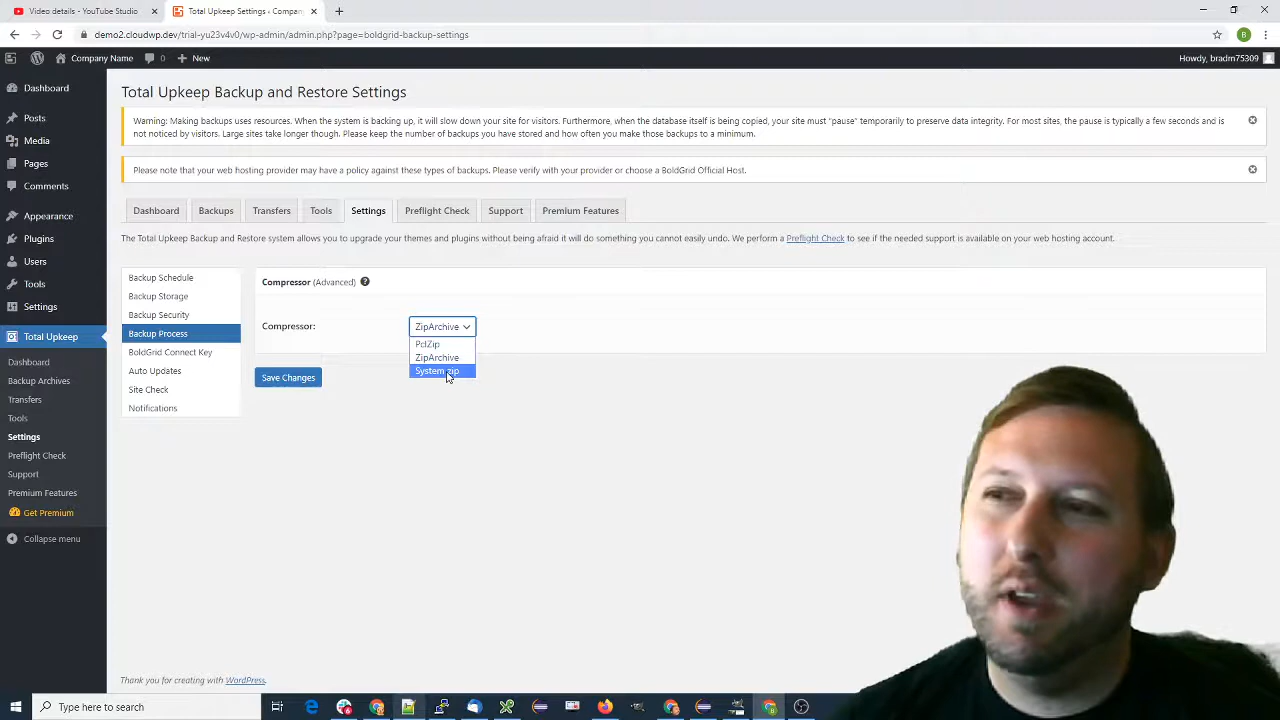 Video details - YouTube Studio
Total Upkeep Settings ‹ Compan
demo2.cloudwp.dev/trial-yu23v4v0/wp-admin/admin.php?page=boldgrid-backup-settings
B
Company Name
0
New
Howdy, bradm75309
Dashboard
Posts
Media
Pages
Comments
Appearance
Plugins
Users
Tools
Settings
Total Upkeep
Dashboard
Backup Archives
Transfers
Tools
Settings
Preflight Check
Support
Premium Features
Get Premium
Collapse menu
Total Upkeep Backup and Restore Settings
Warning: Making backups uses resources. When the system is backing up, it will slow down your site for visitors. Furthermore, when the database itself is being copied, your site must "pause" temporarily to preserve data integrity. For most sites, the pause is typically a few seconds and is
not noticed by visitors. Large sites take longer though. Please keep the number of backups you have stored and how often you make those backups to a minimum.
Please note that your web hosting provider may have a policy against these types of backups. Please verify with your provider or choose a BoldGrid Official Host.
Dashboard
Backups
Transfers
Tools
Settings
Preflight Check
Support
Premium Features
The Total Upkeep Backup and Restore system allows you to upgrade your themes and plugins without being afraid it will do something you cannot easily undo. We perform a Preflight Check to see if the needed support is available on your web hosting account.
Backup Schedule
Backup Storage
Backup Security
Backup Process
BoldGrid Connect Key
Auto Updates
Site Check
Notifications
Compressor (Advanced)
Compressor:
ZipArchive
PclZip
ZipArchive
System zip
Save Changes
Thank you for creating with WordPress.
Type here to search